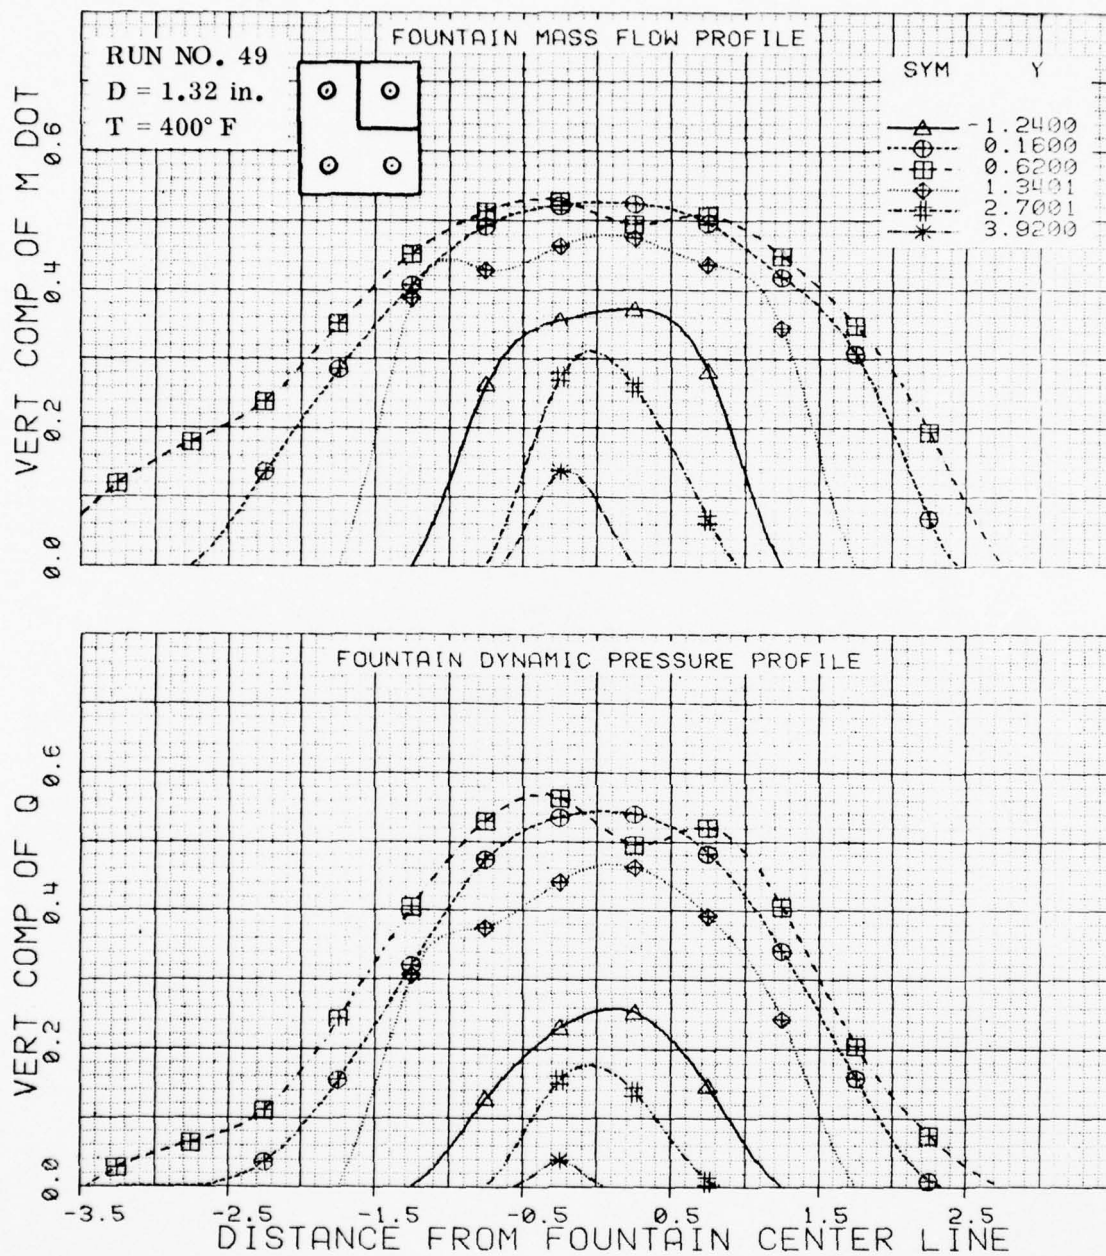 FOUNTAIN MASS FLOW PROFILE
RUN NO. 49
D = 1.32 in.
T = 400° F
SYM Y
-1.2400
0.1600
0.6200
1.3401
2.7001
3.9200
VERT COMP OF M DOT
0.6
0.4
0.2
0.0
FOUNTAIN DYNAMIC PRESSURE PROFILE
VERT COMP OF Q
0.6
0.4
0.2
0.0
-3.5 -2.5 -1.5 -0.5 0.5 1.5 2.5
DISTANCE FROM FOUNTAIN CENTER LINE